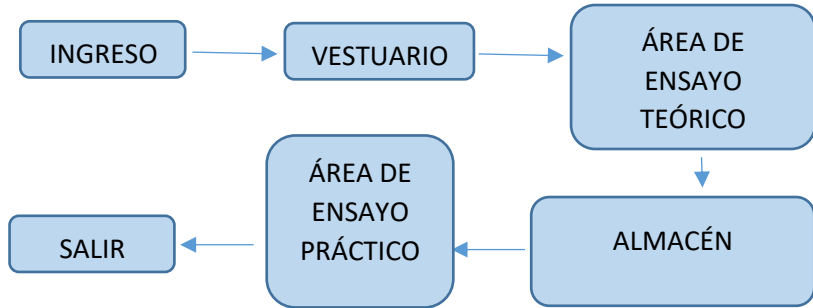 INGRESO
VESTUARIO
ÁREA DE
ENSAYO
TEÓRICO
ALMACÉN
ÁREA DE
ENSAYO
PRÁCTICO
SALIR